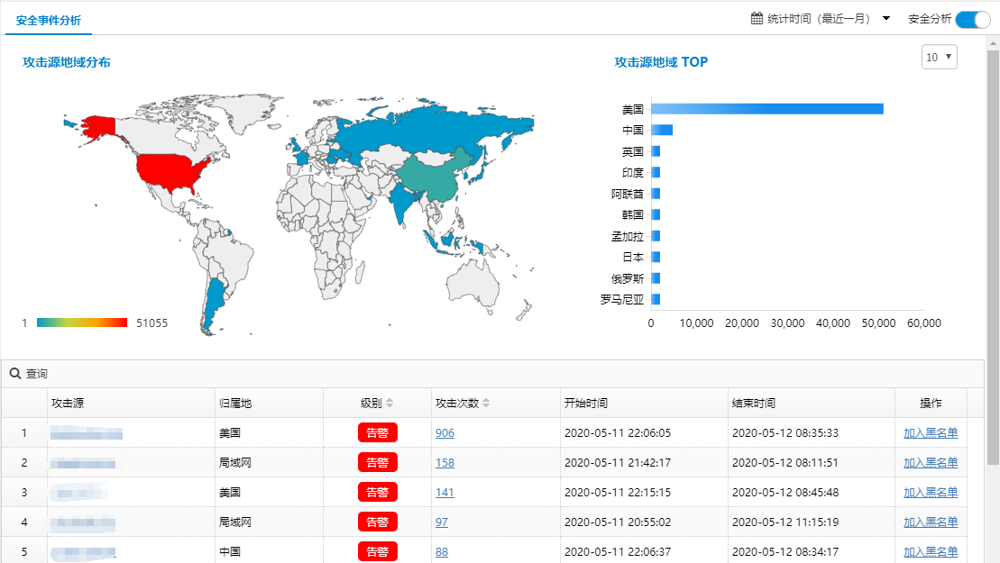 安全事件分析 统计时间（最近一月） 安全分析
攻击源地域分布
攻击源地域 TOP 10
美国
中国
英国
印度
阿联酋
韩国
孟加拉
日本
俄罗斯
罗马尼亚
1 51055
0 10,000 20,000 30,000 40,000 50,000 60,000
查询
攻击源 归属地 级别 攻击次数 开始时间 结束时间 操作
1 美国 告警 906 2020-05-11 22:06:05 2020-05-12 08:35:33 加入黑名单
2 局域网 告警 158 2020-05-11 21:42:17 2020-05-12 08:11:51 加入黑名单
3 美国 告警 141 2020-05-11 22:15:15 2020-05-12 08:45:48 加入黑名单
4 局域网 告警 97 2020-05-11 20:55:02 2020-05-12 11:15:19 加入黑名单
5 中国 告警 88 2020-05-11 22:06:37 2020-05-12 08:34:17 加入黑名单